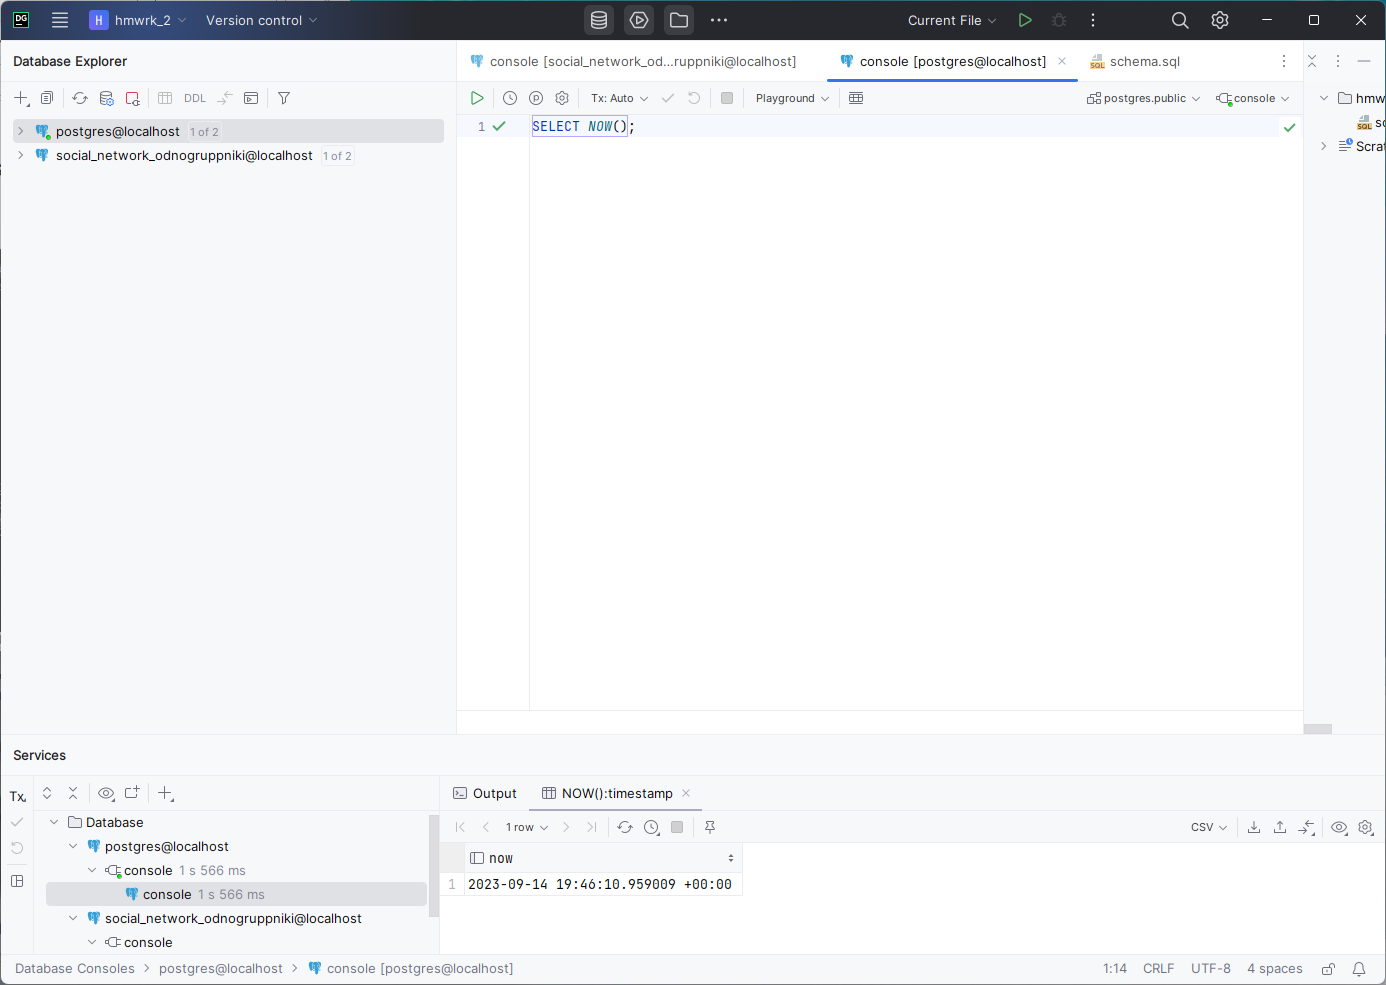 DG H hmwrk_2 Version control Current File
Database Explorer
console [social_network_od...ruppniki@localhost] console [postgres@localhost] schema.sql
DDL Tx: Auto Playground postgres.public console
postgres@localhost 1 of 2
social_network_odnogruppniki@localhost 1 of 2
1 SELECT NOW();
hmw
SQL sc
Scrat
Services
Tx
Output NOW():timestamp
Database
1 row CSV
postgres@localhost
console 1 s 566 ms
now
console 1 s 566 ms
1 2023-09-14 19:46:10.959009 +00:00
social_network_odnogruppniki@localhost
console
Database Consoles > postgres@localhost > console [postgres@localhost] 1:14 CRLF UTF-8 4 spaces